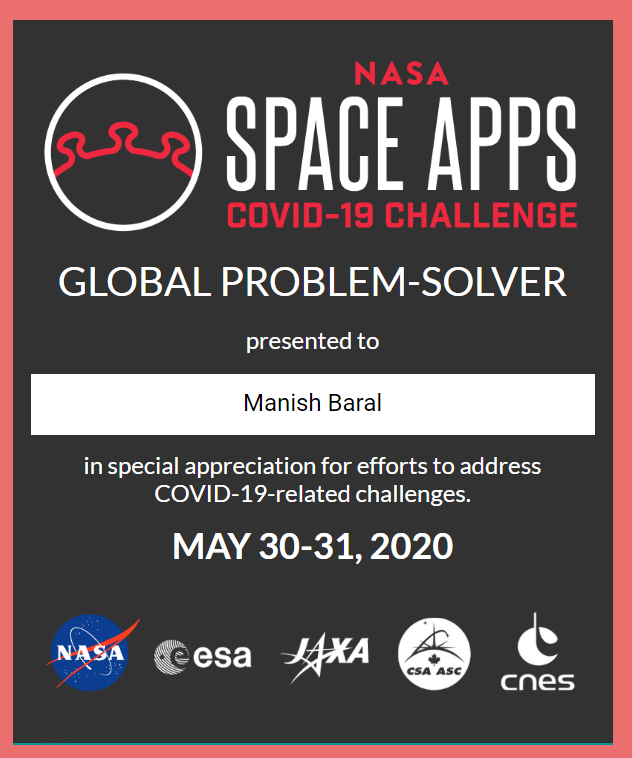 NASA
SPACE APPS
COVID-19 CHALLENGE
GLOBAL PROBLEM-SOLVER
presented to
Manish Baral
in special appreciation for efforts to address
COVID-19-related challenges.
MAY 30-31, 2020
NASA esa JAXA CSA ASC cnes